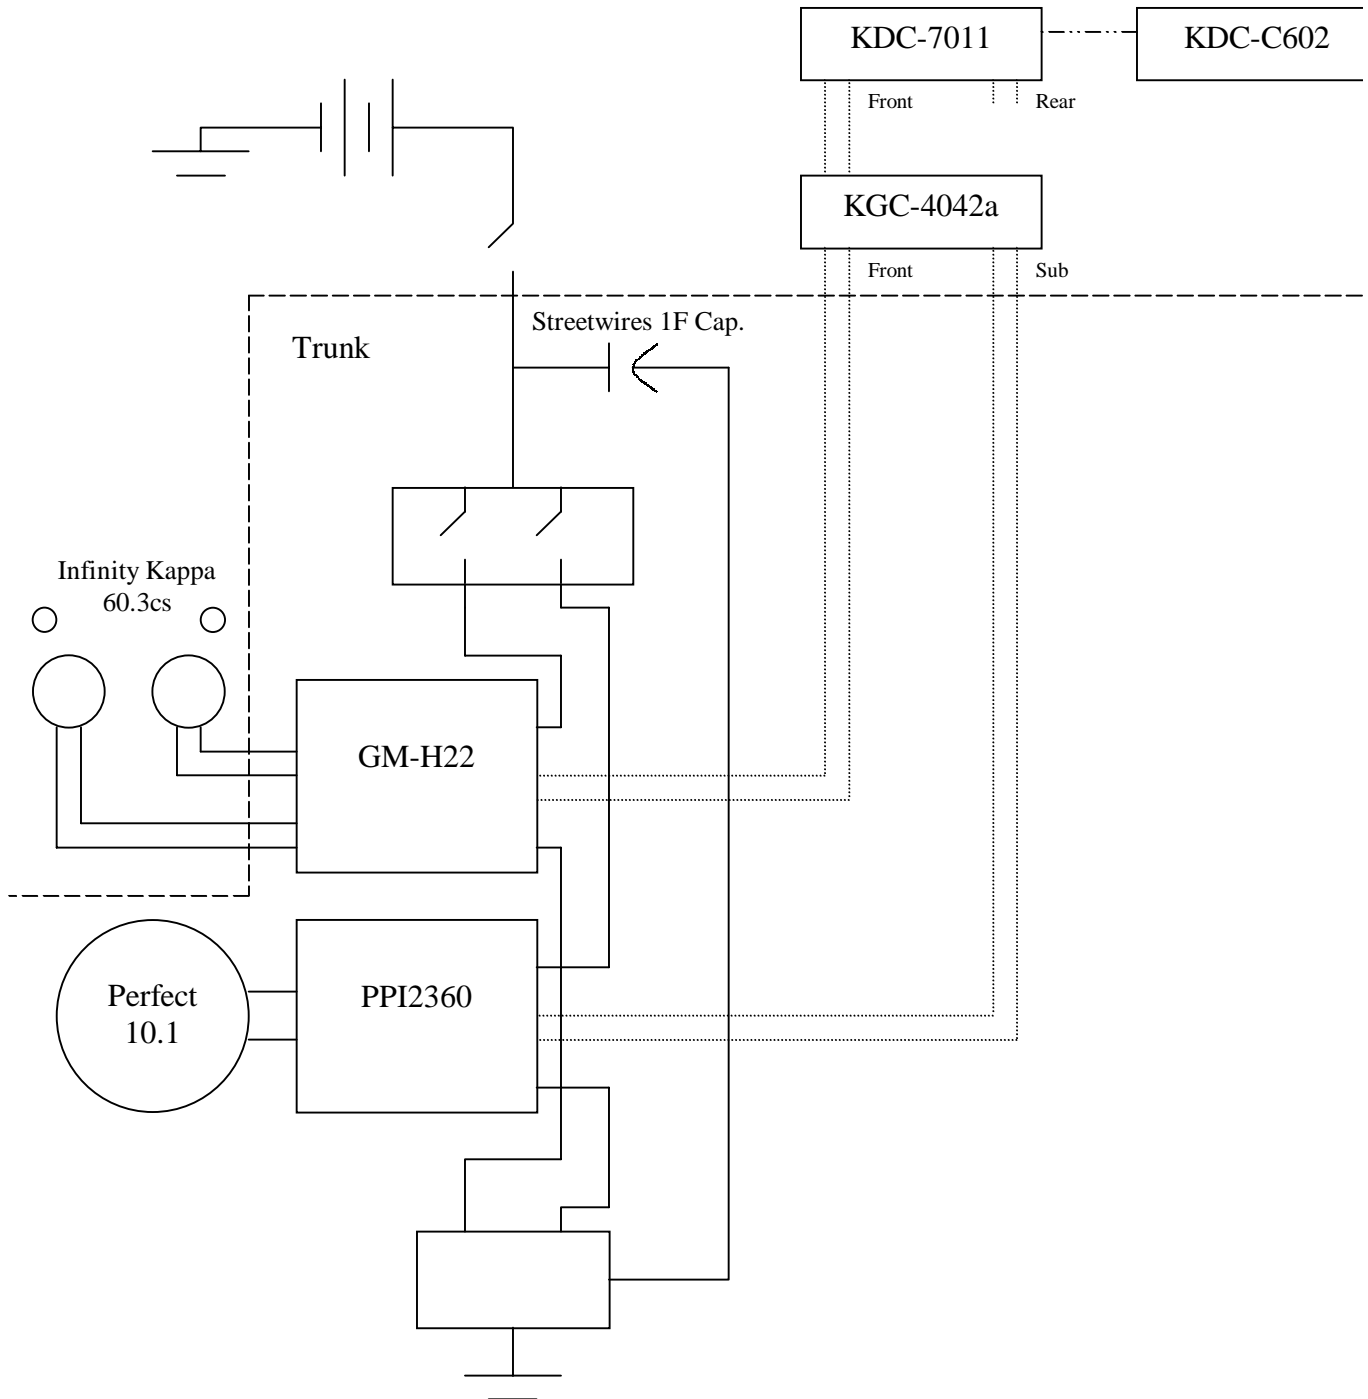 KDC-7011
KDC-C602
Front
Rear
KGC-4042a
Front
Sub
Streetwires 1F Cap.
Trunk
Infinity Kappa
60.3cs
GM-H22
Perfect
10.1
PPI2360